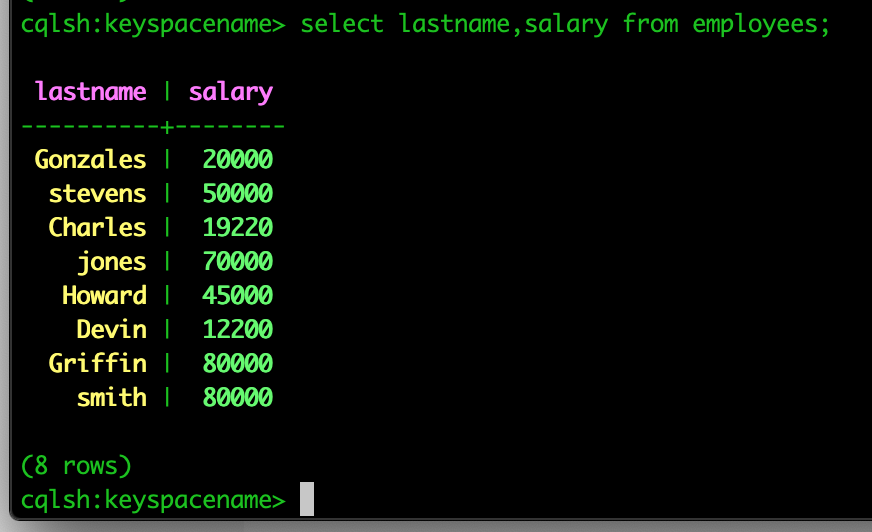 cqlsh:keyspacename> select lastname,salary from employees;
lastname | salary
----------+--------
Gonzales | 20000
stevens | 50000
Charles | 19220
jones | 70000
Howard | 45000
Devin | 12200
Griffin | 80000
smith | 80000
(8 rows)
cqlsh:keyspacename>